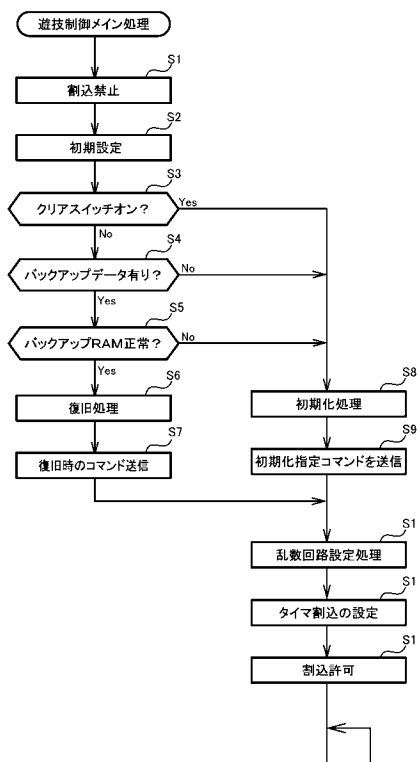 遊技制御メイン処理
S1
割込禁止
S2
初期設定
S3
クリアスイッチオン?
Yes
No
S4
バックアップデータ有り?
No
Yes
S5
バックアップRAM正常?
No
Yes
S6
復旧処理
S7
復旧時のコマンド送信
S8
初期化処理
S9
初期化指定コマンドを送信
S1
乱数回路設定処理
S1
タイマ割込の設定
S1
割込許可